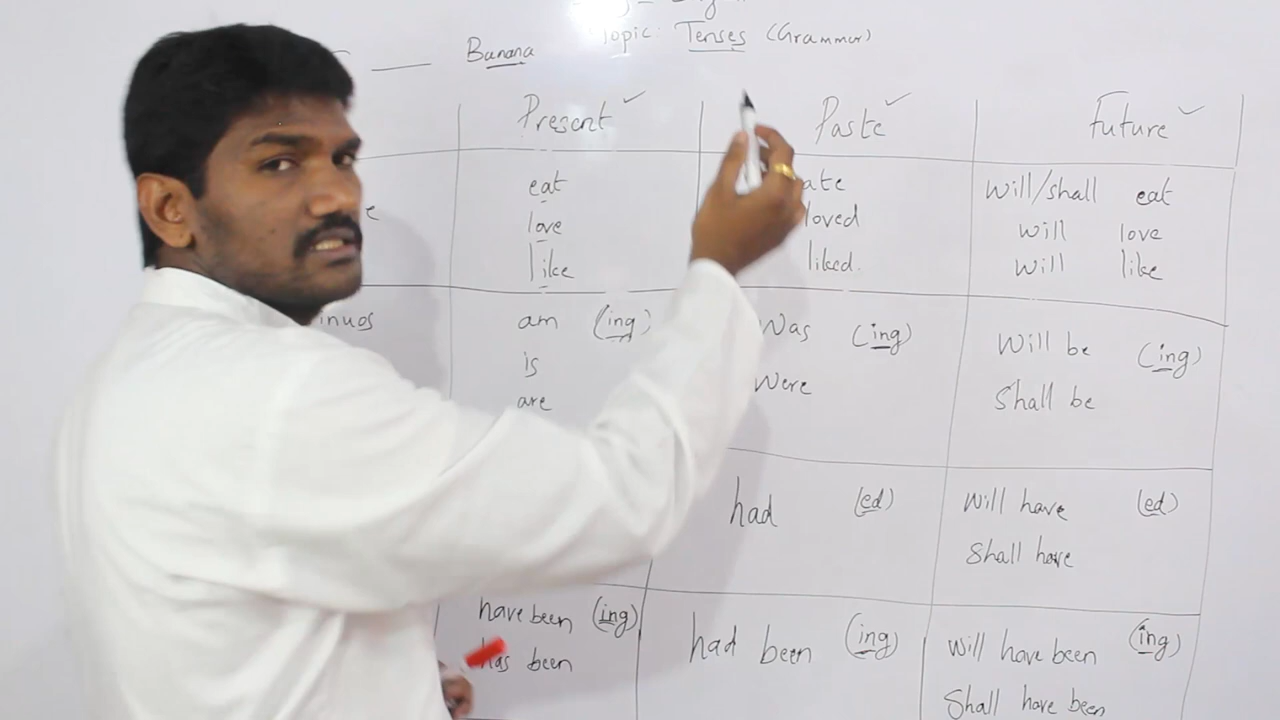 Banana Topic: Tenses (Grammar)
Present Paste Future
eat ate will/shall eat
love loved will love
like liked. will like
am (ing) Was (ing) Will be (ing)
is
are Were Shall be
had (ed) Will have (ed)
Shall have
have been (ing) had been (ing) Will have been (ing)
has been
Shall have been